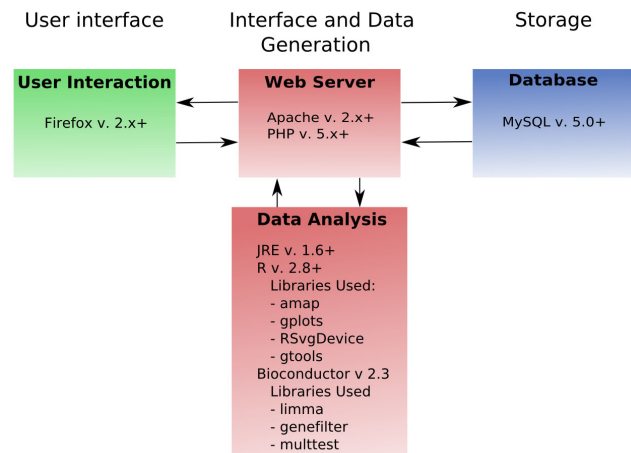 User interface
Interface and Data
Generation
Storage
User Interaction
Firefox v. 2.x+
Web Server
Apache v. 2.x+
PHP v. 5.x+
Database
MySQL v. 5.0+
Data Analysis
JRE v. 1.6+
R v. 2.8+
Libraries Used:
- amap
- gplots
- RSvgDevice
- gtools
Bioconductor v 2.3
Libraries Used
- limma
- genefilter
- multtest